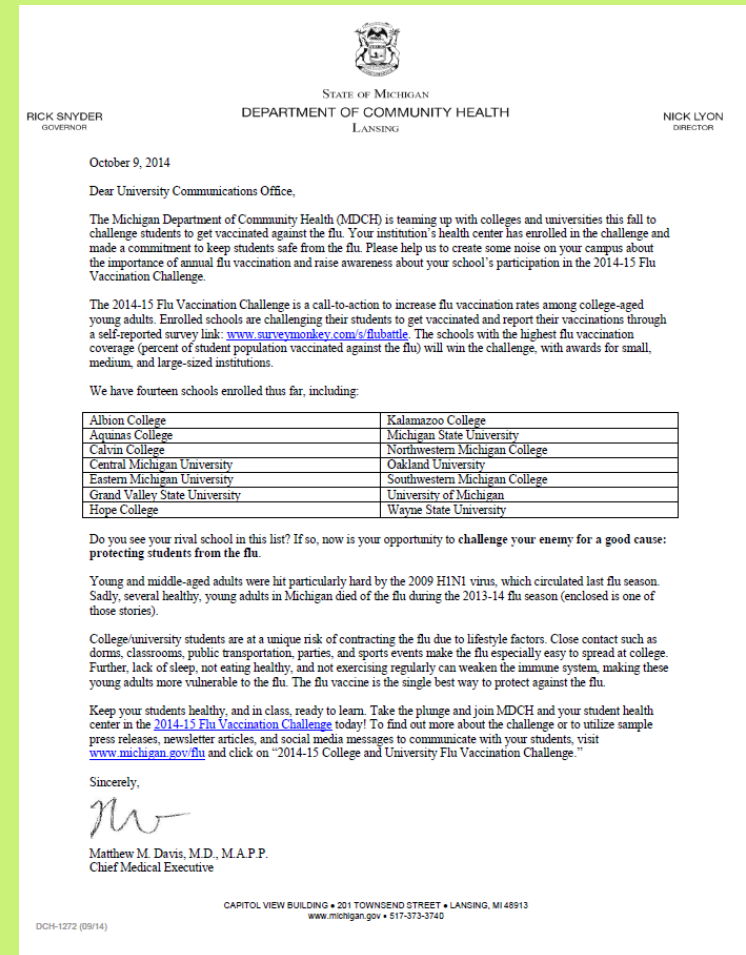 STATE OF MICHIGAN
DEPARTMENT OF COMMUNITY HEALTH
LANSING
RICK SNYDER
GOVERNOR
NICK LYON
DIRECTOR
October 9, 2014
Dear University Communications Office,
The Michigan Department of Community Health (MDCH) is teaming up with colleges and universities this fall to
challenge students to get vaccinated against the flu. Your institution's health center has enrolled in the challenge and
made a commitment to keep students safe from the flu. Please help us to create some noise on your campus about
the importance of annual flu vaccination and raise awareness about your school's participation in the 2014-15 Flu
Vaccination Challenge.
The 2014-15 Flu Vaccination Challenge is a call-to-action to increase flu vaccination rates among college-aged
young adults. Enrolled schools are challenging their students to get vaccinated and report their vaccinations through
a self-reported survey link: www.surveymonkey.com/s/flubattle. The schools with the highest flu vaccination
coverage (percent of student population vaccinated against the flu) will win the challenge, with awards for small,
medium, and large-sized institutions.
We have fourteen schools enrolled thus far, including:
Albion College Kalamazoo College
Aquinas College Michigan State University
Calvin College Northwestern Michigan College
Central Michigan University Oakland University
Eastern Michigan University Southwestern Michigan College
Grand Valley State University University of Michigan
Hope College Wayne State University
Do you see your rival school in this list? If so, now is your opportunity to challenge your enemy for a good cause:
protecting students from the flu.
Young and middle-aged adults were hit particularly hard by the 2009 H1N1 virus, which circulated last flu season.
Sadly, several healthy, young adults in Michigan died of the flu during the 2013-14 flu season (enclosed is one of
those stories).
College/university students are at a unique risk of contracting the flu due to lifestyle factors. Close contact such as
dorms, classrooms, public transportation, parties, and sports events make the flu especially easy to spread at college.
Further, lack of sleep, not eating healthy, and not exercising regularly can weaken the immune system, making these
young adults more vulnerable to the flu. The flu vaccine is the single best way to protect against the flu.
Keep your students healthy, and in class, ready to learn. Take the plunge and join MDCH and your student health
center in the 2014-15 Flu Vaccination Challenge today! To find out more about the challenge or to utilize sample
press releases, newsletter articles, and social media messages to communicate with your students, visit
www.michigan.gov/flu and click on "2014-15 College and University Flu Vaccination Challenge."
Sincerely,
Matthew M. Davis, M.D., M.A.P.P.
Chief Medical Executive
CAPITOL VIEW BUILDING • 201 TOWNSEND STREET • LANSING, MI 48913
www.michigan.gov • 517-373-3740
DCH-1272 (09/14)